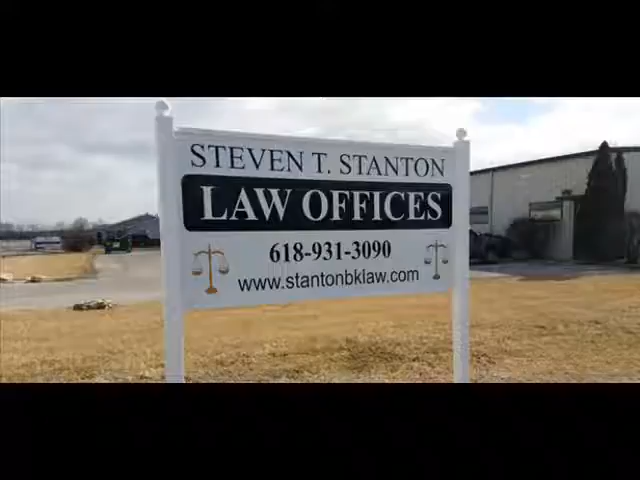 STEVEN T. STANTON
LAW OFFICES
618-931-3090
www.stantonbklaw.com